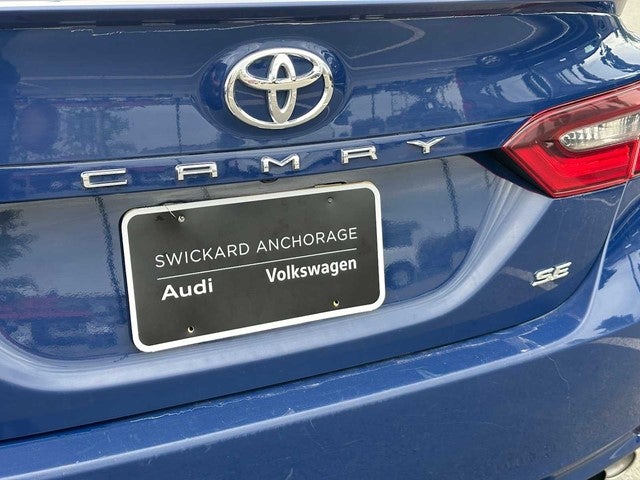 CAMRY
SWICKARD ANCHORAGE
Audi Volkswagen
SE